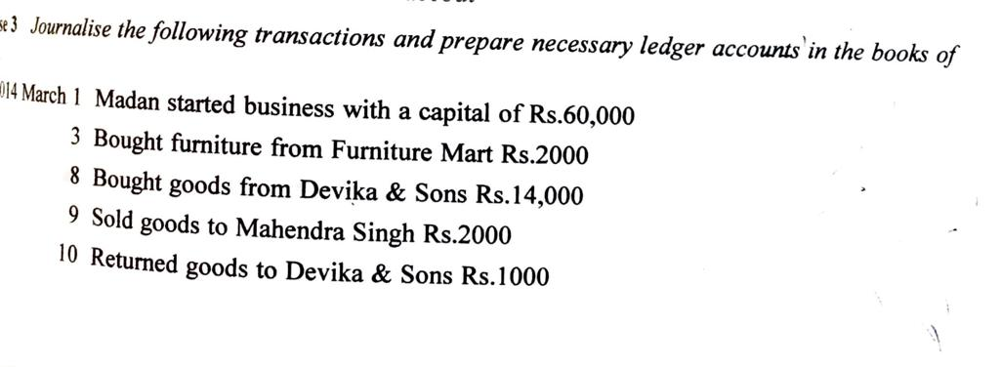 3 Journalise the following transactions and prepare necessary ledger accounts in the books of
014 March 1 Madan started business with a capital of Rs.60,000
3 Bought furniture from Furniture Mart Rs.2000
8 Bought goods from Devika & Sons Rs.14,000
9 Sold goods to Mahendra Singh Rs.2000
10 Returned goods to Devika & Sons Rs.1000